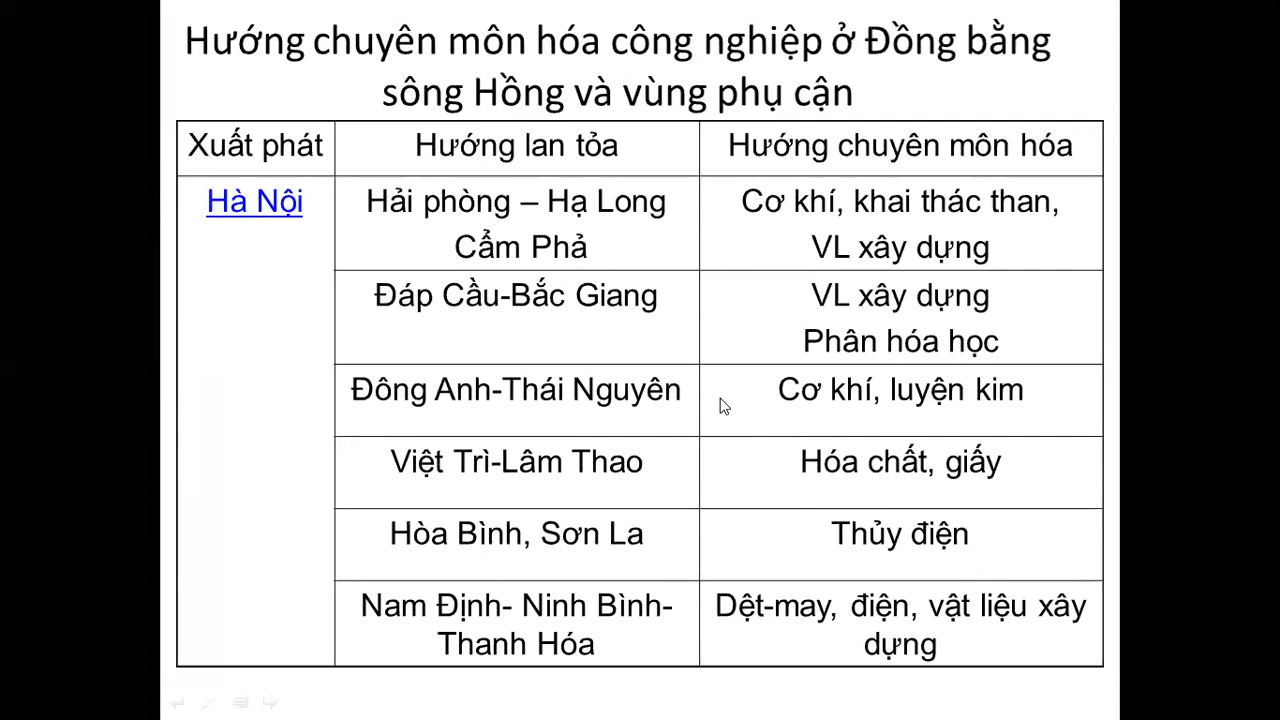 Hướng chuyên môn hóa công nghiệp ở Đồng bằng
sông Hồng và vùng phụ cận
Xuất phát
Hướng lan tỏa
Hướng chuyên môn hóa
Hà Nội
Hải phòng – Hạ Long
Cẩm Phả
Cơ khí, khai thác than,
VL xây dựng
Đáp Cầu-Bắc Giang
VL xây dựng
Phân hóa học
Đông Anh-Thái Nguyên
Cơ khí, luyện kim
Việt Trì-Lâm Thao
Hóa chất, giấy
Hòa Bình, Sơn La
Thủy điện
Nam Định- Ninh Bình-
Thanh Hóa
Dệt-may, điện, vật liệu xây
dựng